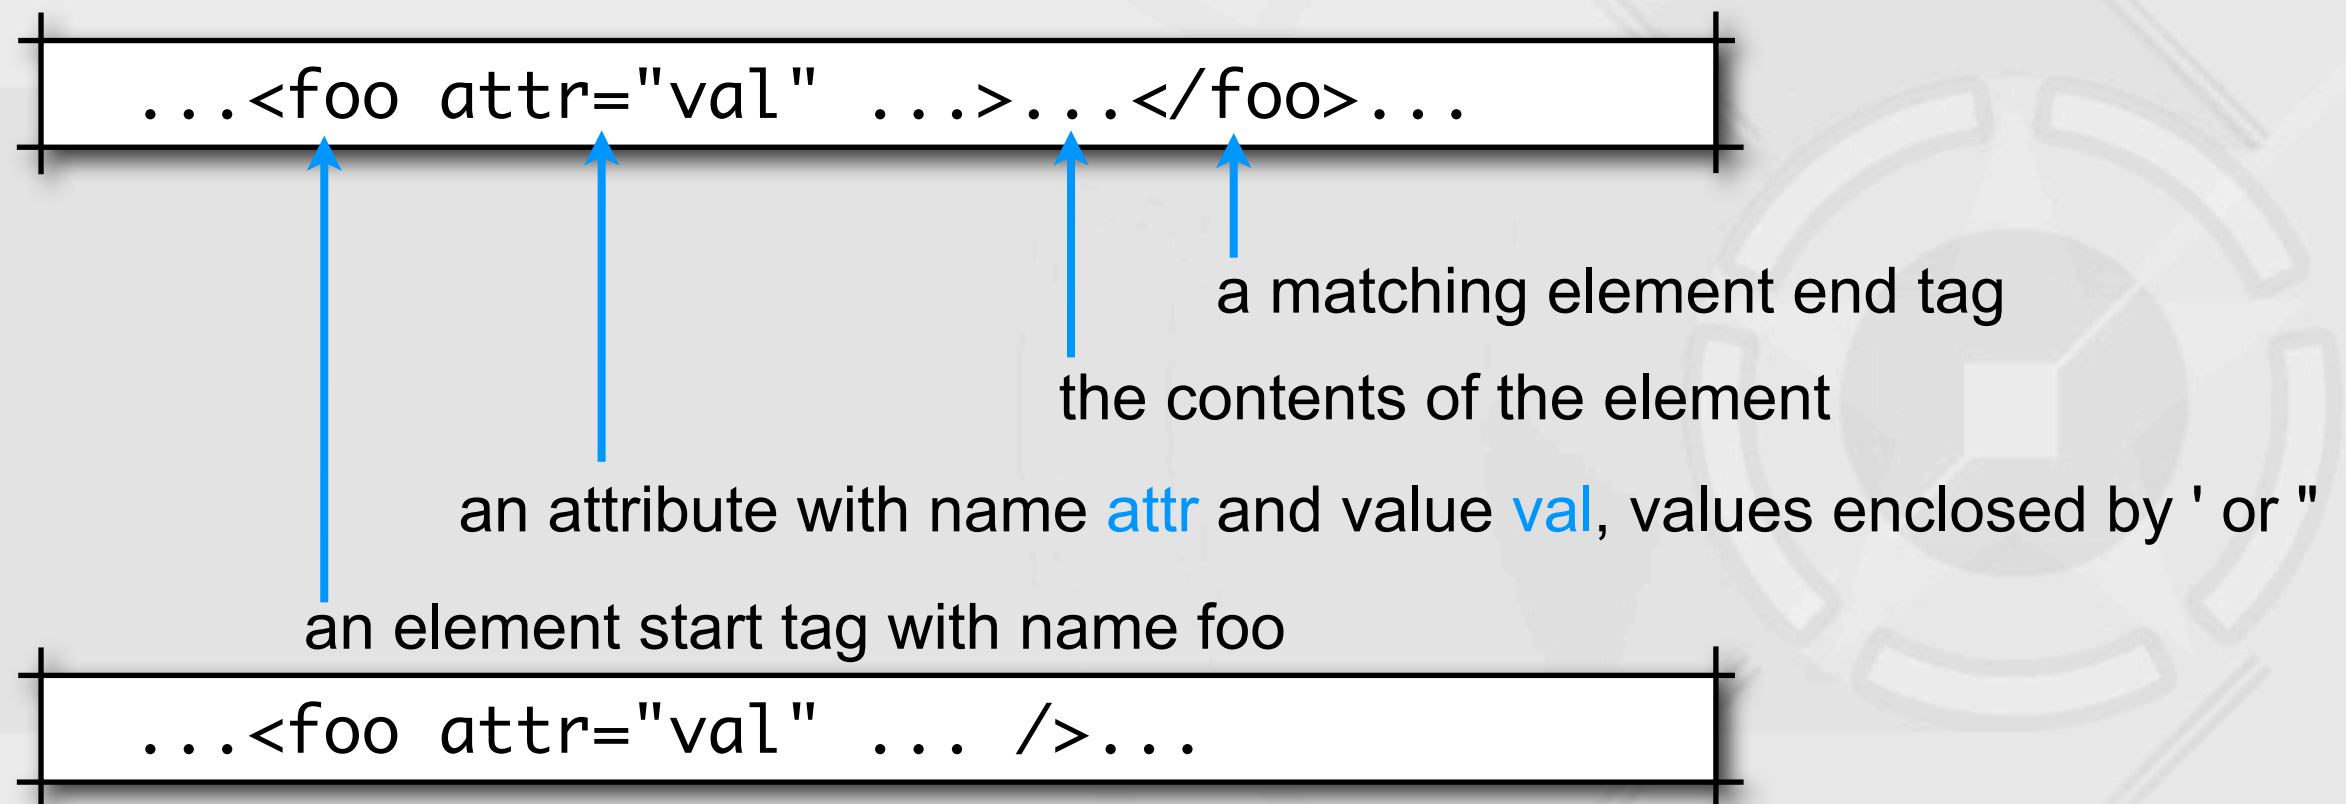 ...<foo attr="val" ...>...</foo>...
a matching element end tag
the contents of the element
an attribute with name attr and value val, values enclosed by ' or "
an element start tag with name foo
...<foo attr="val" ... />...